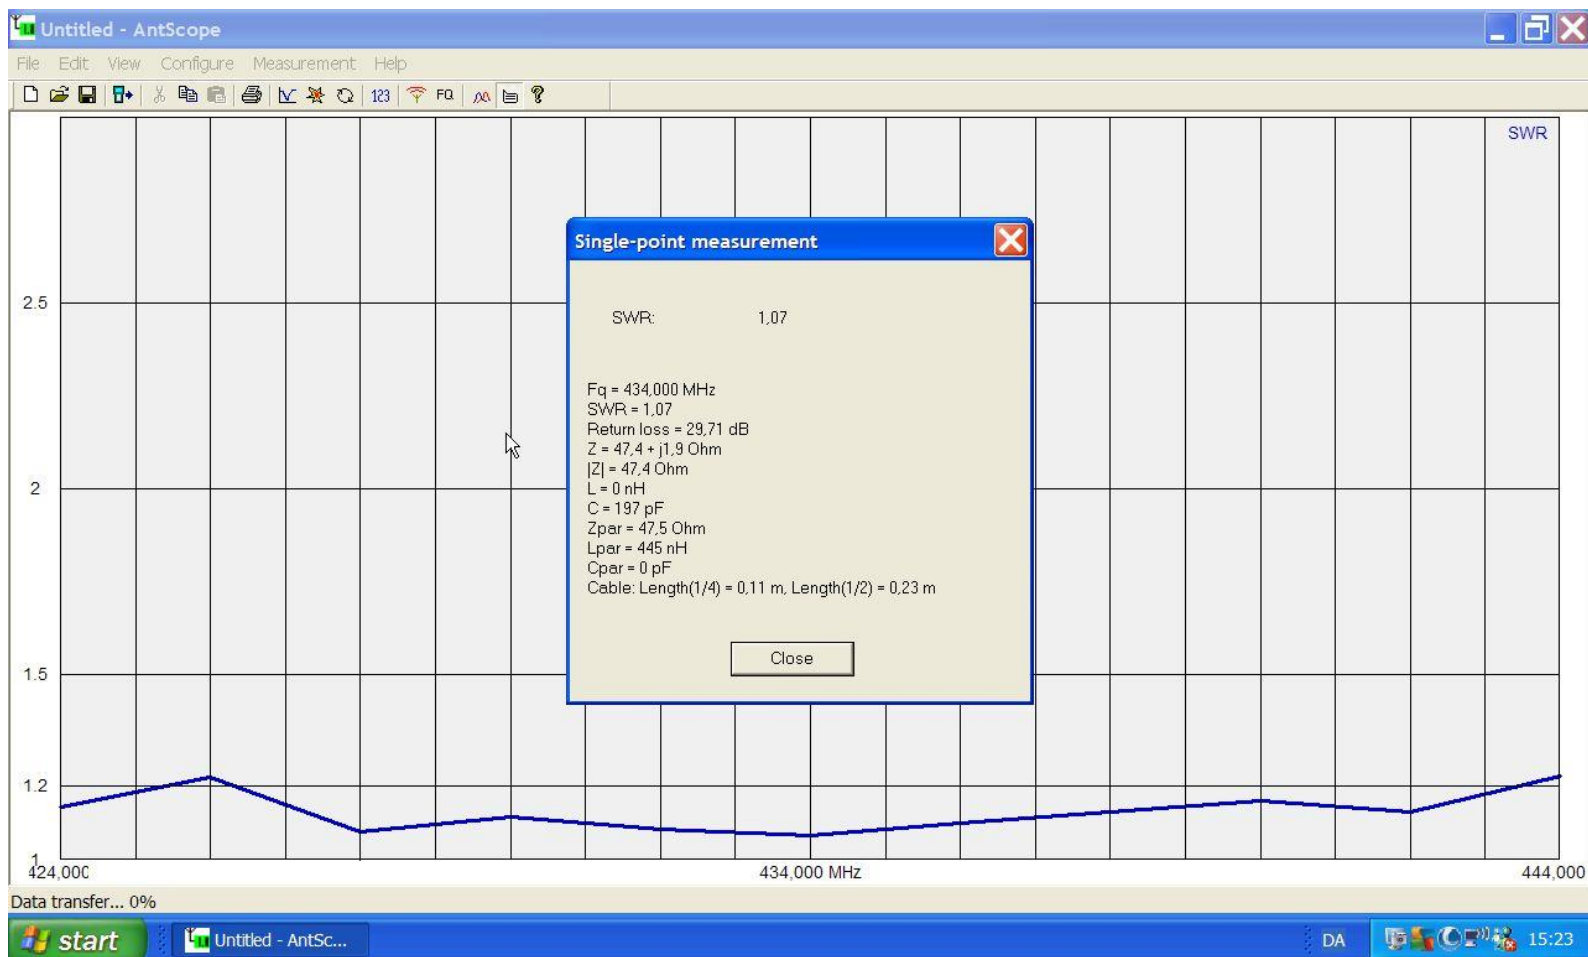 Untitled - AntScope
File Edit View Configure Measurement Help
123 FQ ?
SWR
Single-point measurement
2.5
SWR: 1,07
Fq = 434,000 MHz
SWR = 1,07
Return loss = 29,71 dB
Z = 47,4 + j1,9 Ohm
|Z| = 47,4 Ohm
2
L = 0 nH
C = 197 pF
Zpar = 47,5 Ohm
Lpar = 445 nH
Cpar = 0 pF
Cable: Length(1/4) = 0,11 m, Length(1/2) = 0,23 m
Close
1.5
1.2
1
424,000 434,000 MHz 444,000
Data transfer... 0%
start Untitled - AntSc... DA 15:23